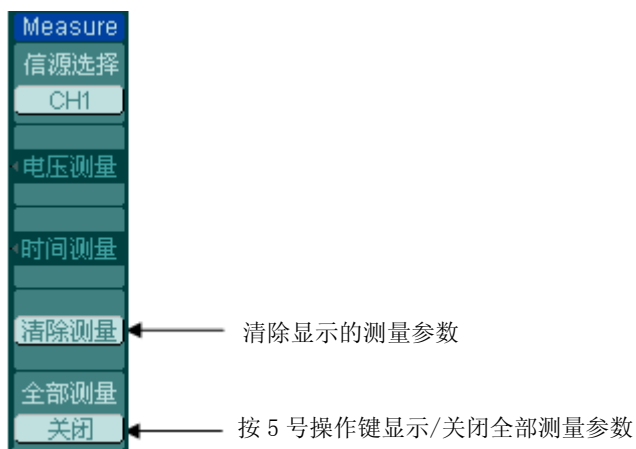 Measure
信源选择
CH1
电压测量
时间测量
清除测量
清除显示的测量参数
全部测量
关闭
按5号操作键显示/关闭全部测量参数